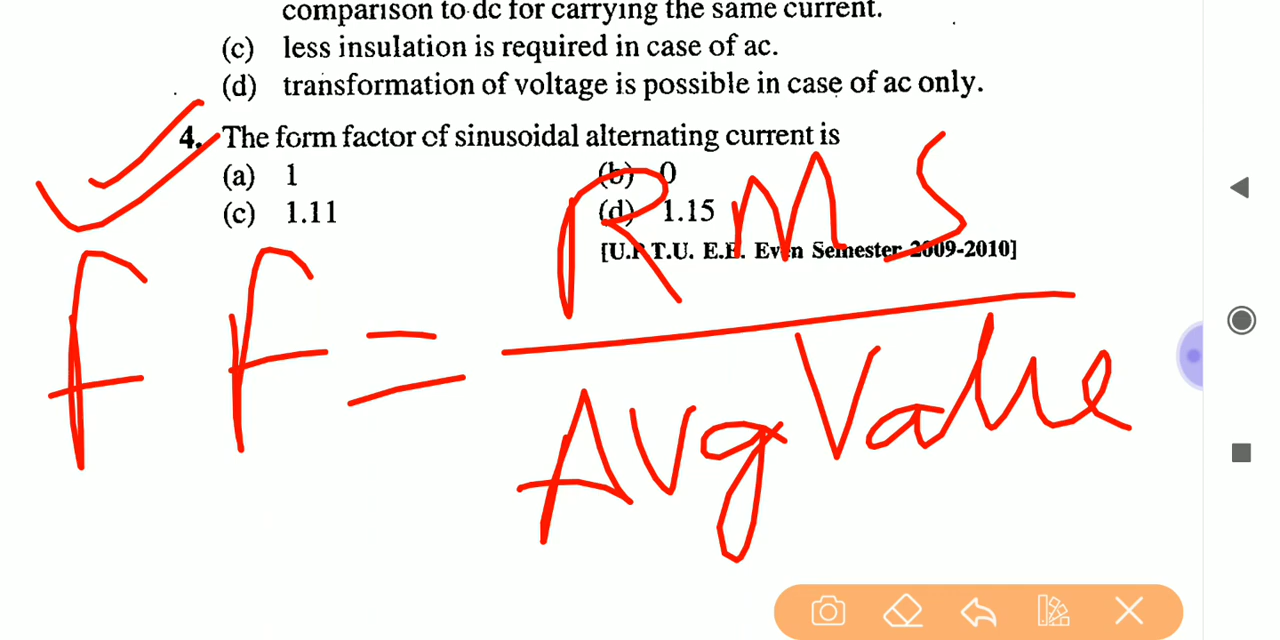 comparison to dc for carrying the same current.
(c) less insulation is required in case of ac.
(d) transformation of voltage is possible in case of ac only.
4. The form factor of sinusoidal alternating current is
(a) 1 (b) 0
(c) 1.11 (d) 1.15
[U.P.T.U. E.E. Even Semester 2009-2010]
FF = RMS
Avg Value